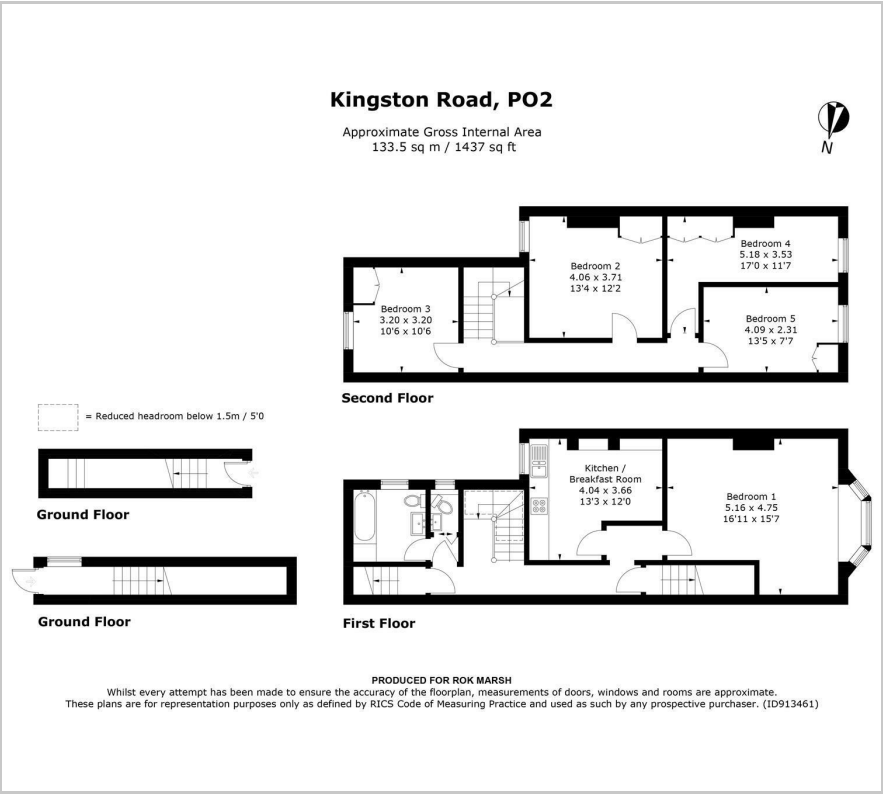 Kingston Road, PO2
Approximate Gross Internal Area
133.5 sq m / 1437 sq ft
N
Bedroom 2
4.06 x 3.71
13'4 x 12'2
Bedroom 4
5.18 x 3.53
17'0 x 11'7
Bedroom 3
3.20 x 3.20
10'6 x 10'6
Bedroom 5
4.09 x 2.31
13'5 x 7'7
Second Floor
= Reduced headroom below 1.5m / 5'0
Ground Floor
Kitchen /
Breakfast Room
4.04 x 3.66
13'3 x 12'0
Bedroom 1
5.16 x 4.75
16'11 x 15'7
Ground Floor
First Floor
PRODUCED FOR ROK MARSH
Whilst every attempt has been made to ensure the accuracy of the floorplan, measurements of doors, windows and rooms are approximate.
These plans are for representation purposes only as defined by RICS Code of Measuring Practice and used as such by any prospective purchaser. (ID913461)